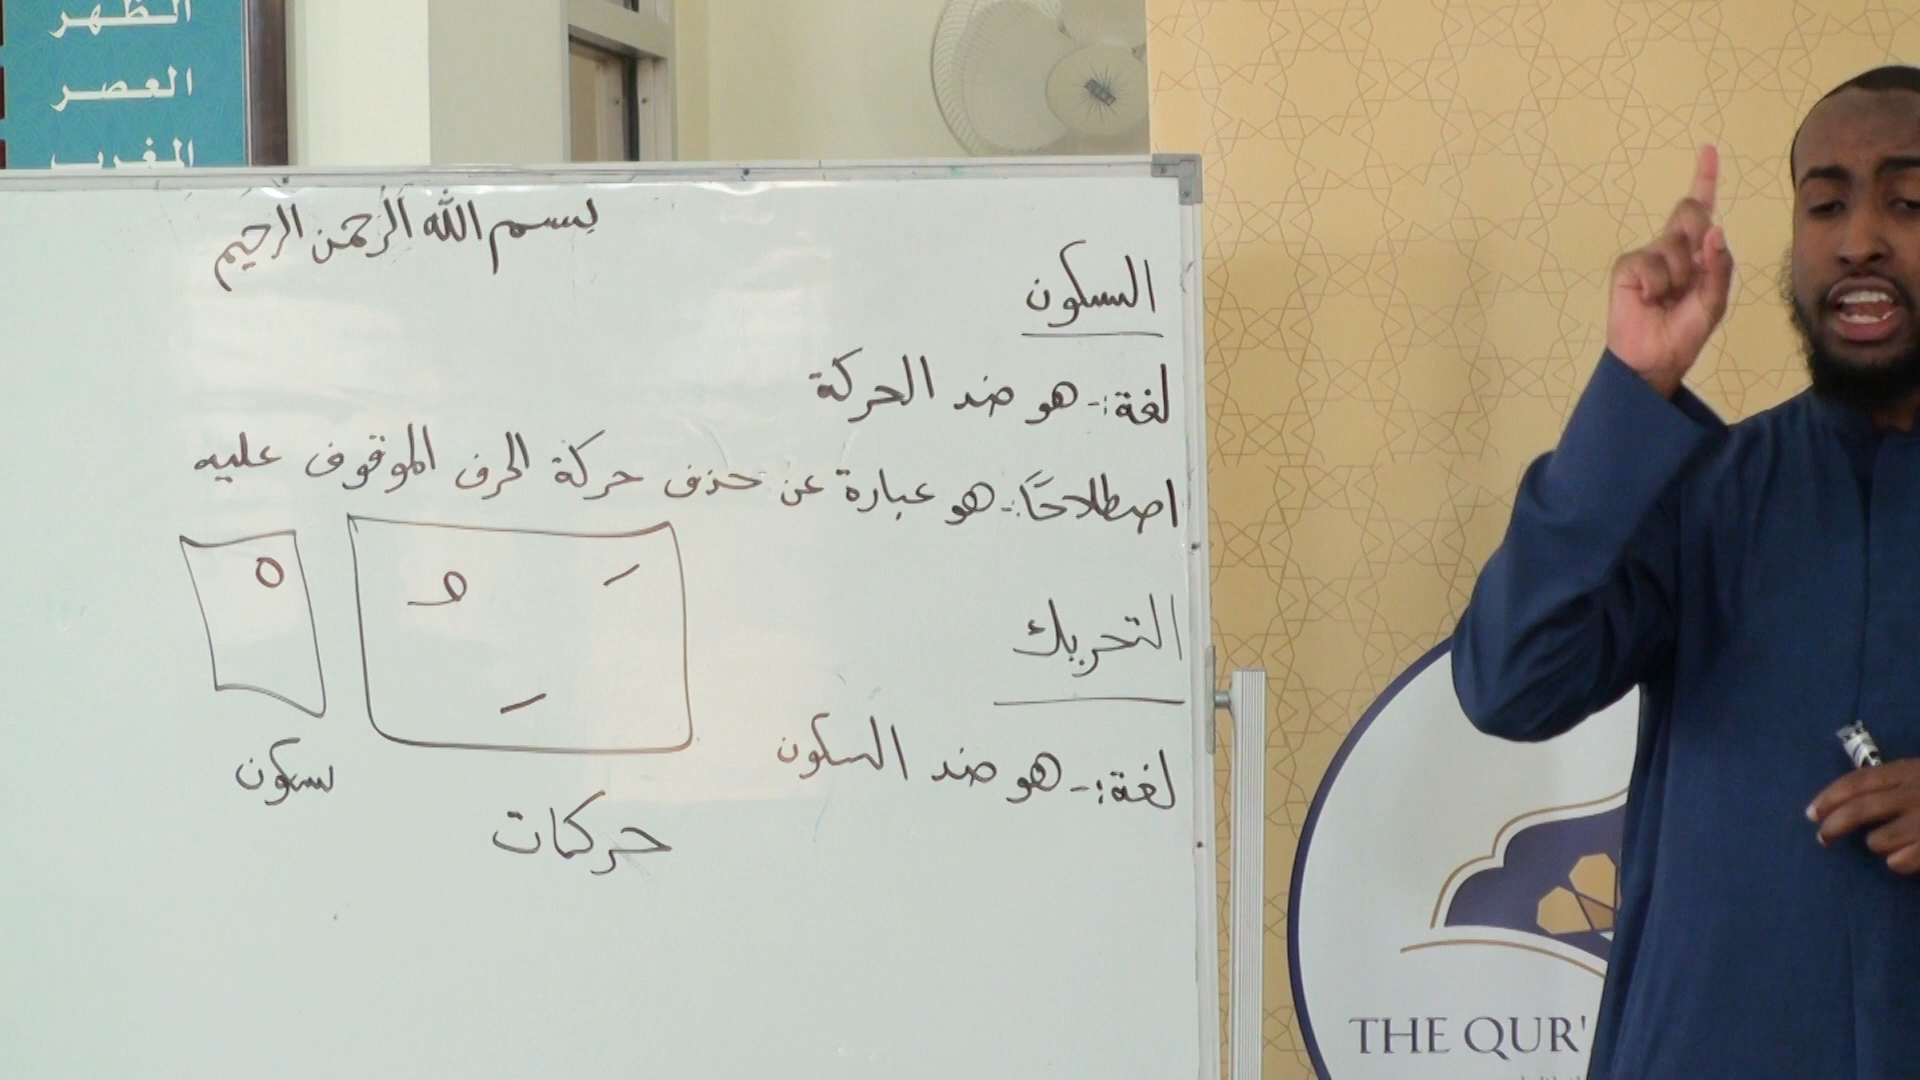 الظهر
العصر
المغرب
بسم الله الرحمن الرحيم
السكون
لغة:- هو ضد الحركة
اصطلاحًا:- هو عبارة عن حذف حركة الحرف الموقوف عليه
التحريك
لغة:- هو ضد السكون
سكون
حركات
THE QUR'